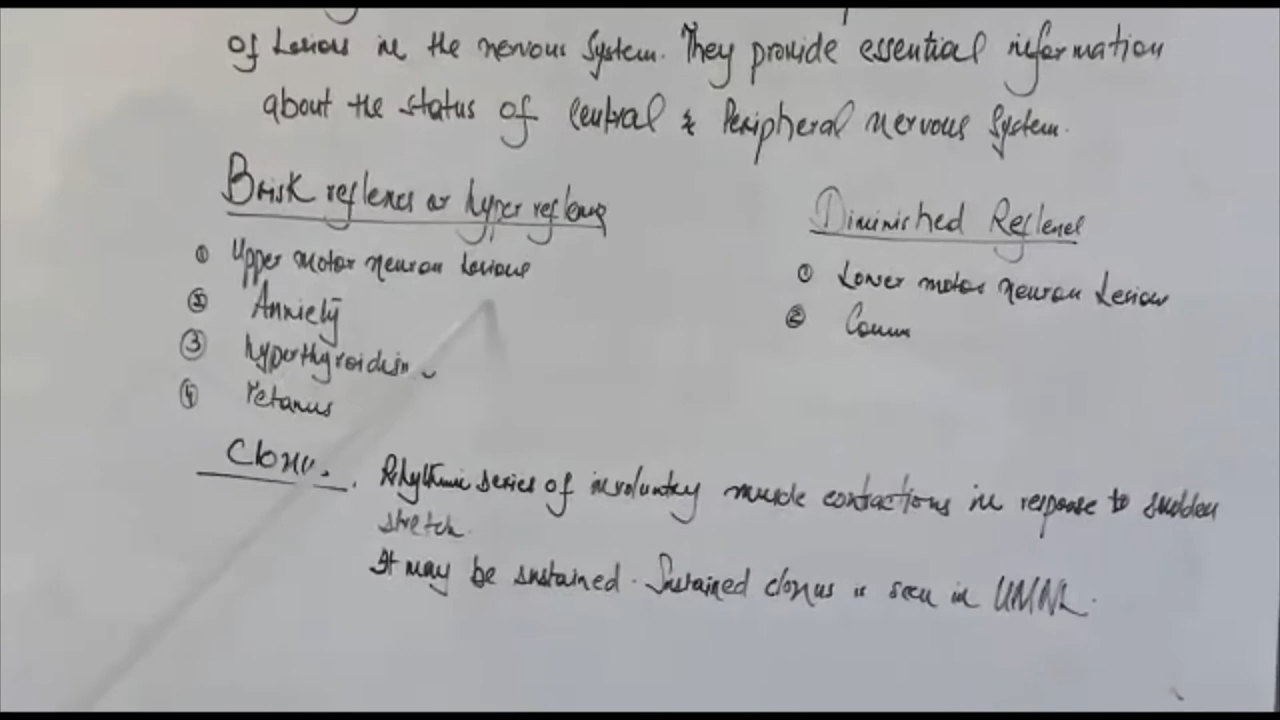 of Lesions in the nervous System. They provide essential information
about the status of Central & Peripheral nervous System.
Brisk reflexes or hyper reflexia
① Upper motor neuron Lesions
② Anxiety
③ hyperthyroidism
④ Tetanus
Diminished Reflexes
① Lower motor neuron Lesion
② Coma
Clonus. Rhythmic series of involuntry muscle contactions in response to sudden
stretch.
It may be sustained. Sustained clonus is seen in UMNL.